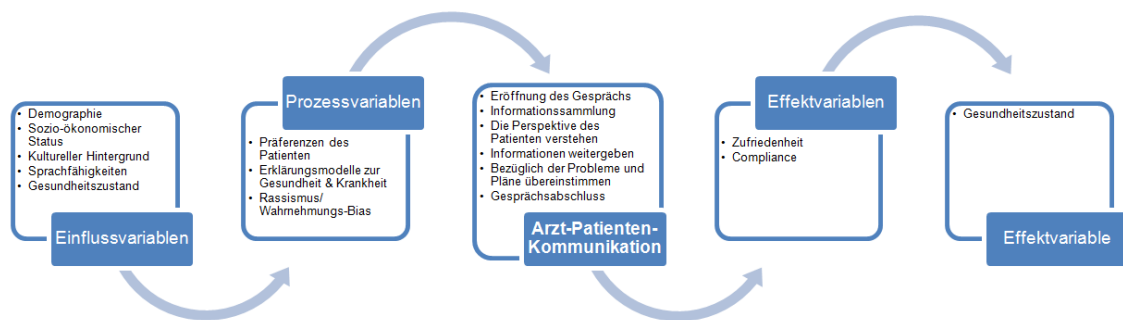 • Demographie
• Sozio-ökonomischer
Status
• Kultureller Hintergrund
• Sprachfähigkeiten
• Gesundheitszustand
Einflussvariablen
Prozessvariablen
• Präferenzen des
Patienten
• Erklärungsmodelle zur
Gesundheit & Krankheit
• Rassismus/
Wahrnehmungs-Bias
• Eröffnung des Gesprächs
• Informationssammlung
• Die Perspektive des
Patienten verstehen
• Informationen weitergeben
• Bezüglich der Probleme und
Pläne übereinstimmen
• Gesprächsabschluss
Arzt-Patienten-
Kommunikation
Effektvariablen
• Zufriedenheit
• Compliance
• Gesundheitszustand
Effektvariable